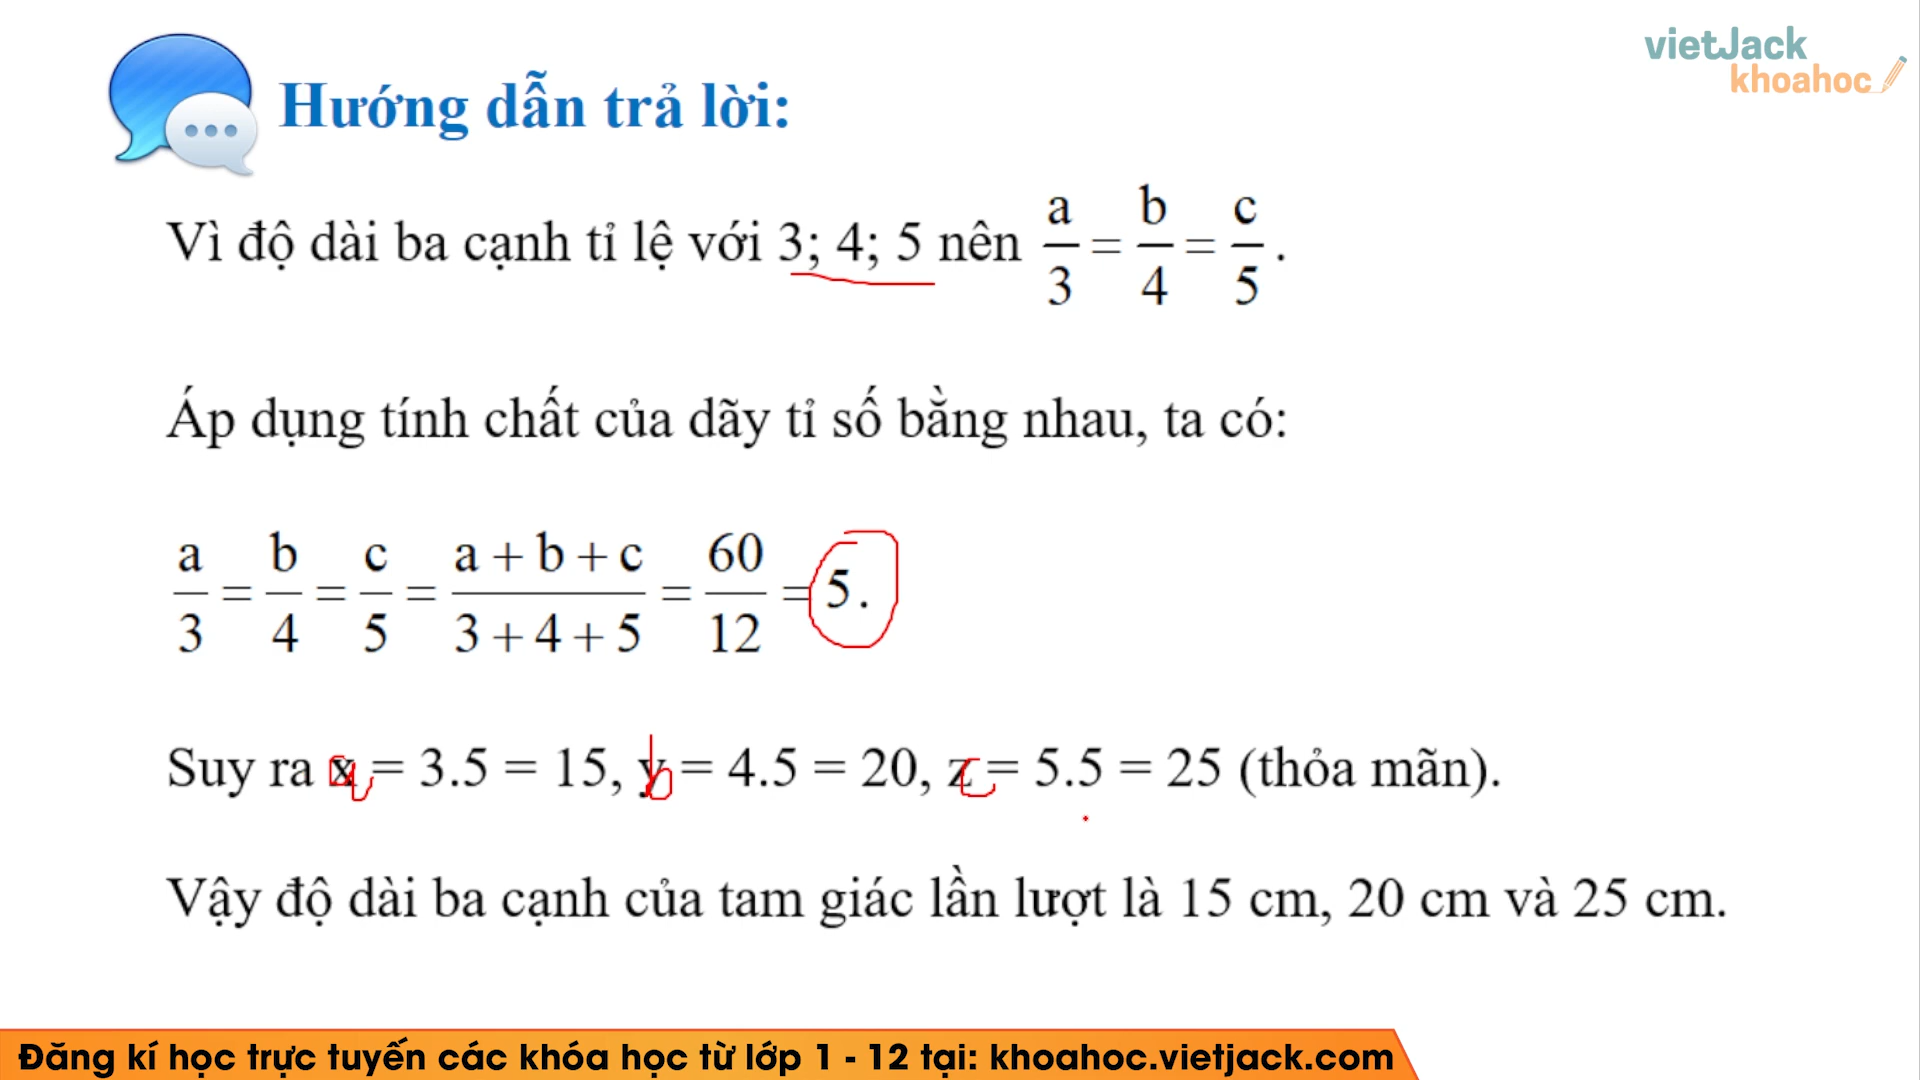 vietJack
khoahoc
Hướng dẫn trả lời:
Vì độ dài ba cạnh tỉ lệ với 3; 4; 5 nên a/3 = b/4 = c/5.
Áp dụng tính chất của dãy tỉ số bằng nhau, ta có:
a/3 = b/4 = c/5 = (a + b + c)/(3 + 4 + 5) = 60/12 = 5.
Suy ra x = 3.5 = 15, y = 4.5 = 20, z = 5.5 = 25 (thỏa mãn).
a b c
Vậy độ dài ba cạnh của tam giác lần lượt là 15 cm, 20 cm và 25 cm.
Đăng kí học trực tuyến các khóa học từ lớp 1 - 12 tại: khoahoc.vietjack.com